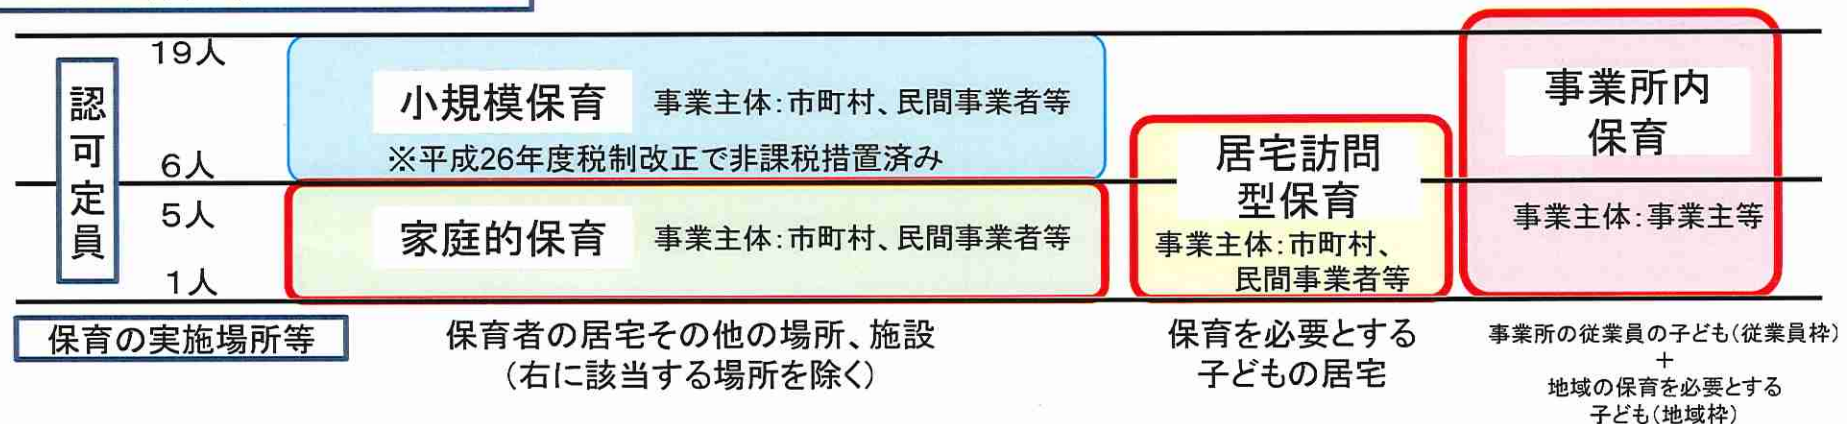 認可定員
19人
6人
5人
1人
小規模保育
事業主体:市町村、民間事業者等
※平成26年度税制改正で非課税措置済み
家庭的保育
事業主体:市町村、民間事業者等
居宅訪問
型保育
事業主体:市町村、
民間事業者等
事業所内
保育
事業主体:事業主等
保育の実施場所等
保育者の居宅その他の場所、施設
(右に該当する場所を除く)
保育を必要とする
子どもの居宅
事業所の従業員の子ども(従業員枠)
+
地域の保育を必要とする
子ども(地域枠)